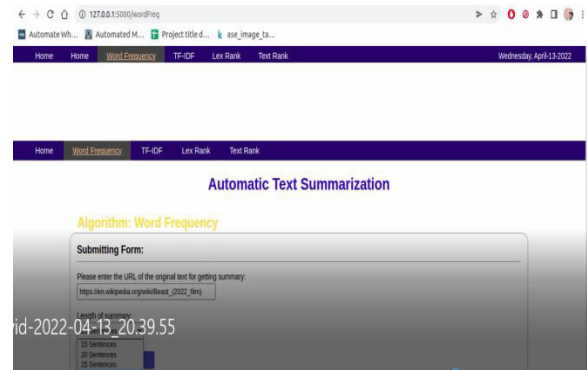 127.0.0.1:5000/wordFreq
Automate Wh... Automated M... Project title d... ase_image_ta...
Home Home Word Frequency TF-IDF Lex Rank Text Rank Wednesday, April-13-2022
Home Word Frequency TF-IDF Lex Rank Text Rank
Automatic Text Summarization
Algorithm: Word Frequency
Submitting Form:
Please enter the URL of the original text for getting summary:
https://en.wikipedia.org/wiki/Beast_(2022_film)
Length of summary:
id-2022-04-13_20.39.55
Sentences
15 Sentences
20 Sentences
25 Sentences